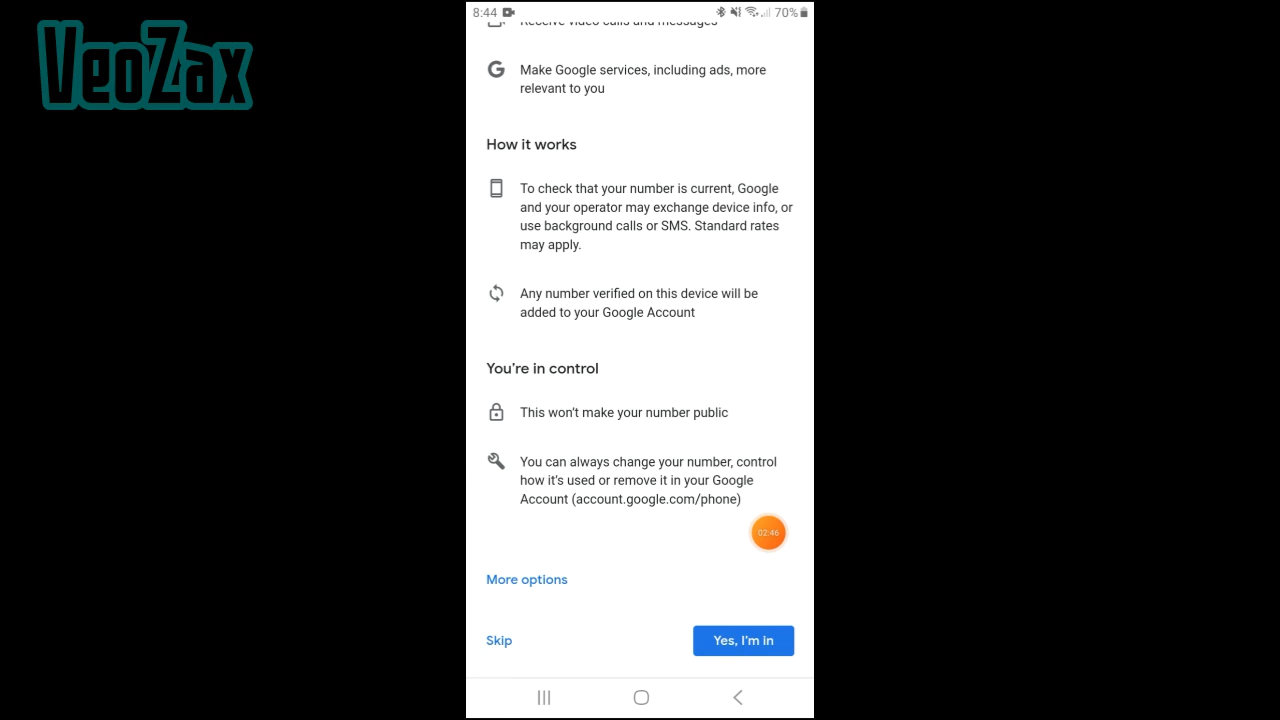 VeoZax
8:44
70%
Receive video calls and messages
Make Google services, including ads, more
relevant to you
How it works
To check that your number is current, Google
and your operator may exchange device info, or
use background calls or SMS. Standard rates
may apply.
Any number verified on this device will be
added to your Google Account
You're in control
This won't make your number public
You can always change your number, control
how it's used or remove it in your Google
Account (account.google.com/phone)
02:46
More options
Skip
Yes, I'm in